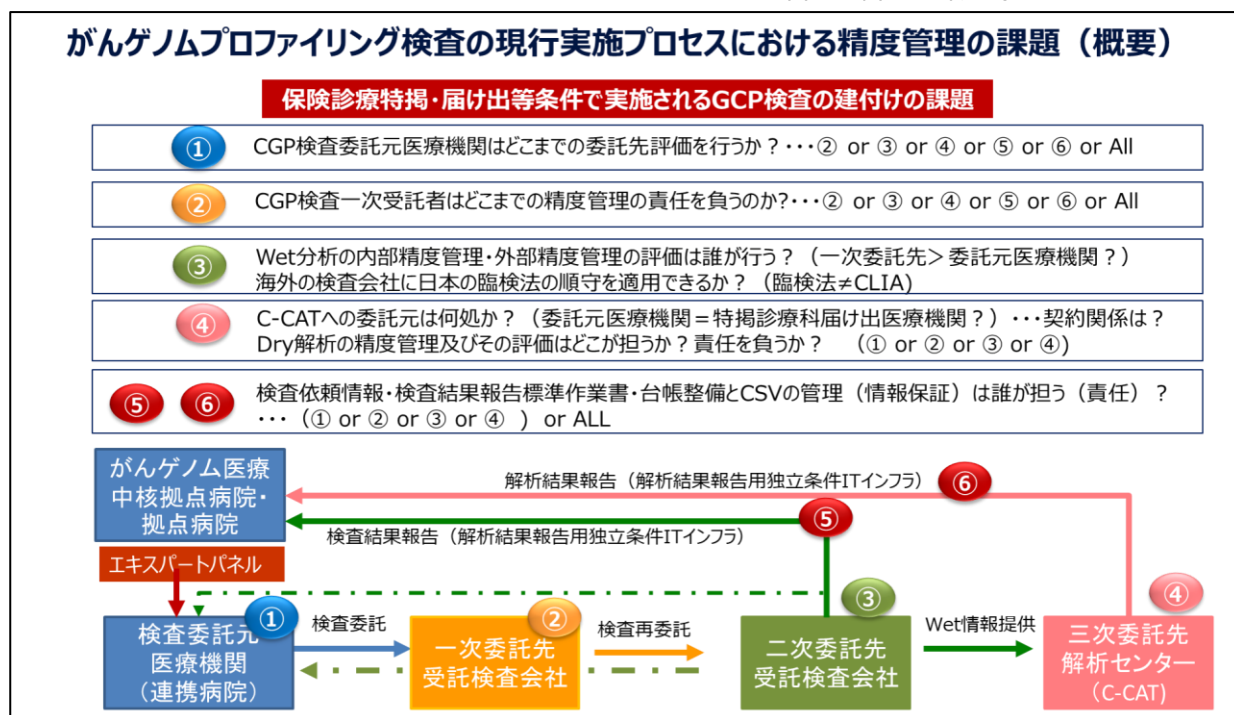 がんゲノムプロファイリング検査の現行実施プロセスにおける精度管理の課題（概要）
保険診療特掲・届け出等条件で実施されるGCP検査の建付けの課題
① CGP検査委託元医療機関はどこまでの委託先評価を行うか？・・・② or ③ or ④ or ⑤ or ⑥ or All
② CGP検査一次受託者はどこまでの精度管理の責任を負うのか?・・・② or ③ or ④ or ⑤ or ⑥ or All
③ Wet分析の内部精度管理・外部精度管理の評価は誰が行う？（一次委託先＞委託元医療機関？）
海外の検査会社に日本の臨検法の順守を適用できるか？（臨検法≠CLIA)
④ C-CATへの委託元は何処か？（委託元医療機関＝特掲診療科届け出医療機関？）・・・契約関係は？
Dry解析の精度管理及びその評価はどこが担うか？責任を負うか？ （① or ② or ③ or ④)
⑤ ⑥ 検査依頼情報・検査結果報告標準作業書・台帳整備とCSVの管理（情報保証）は誰が担う（責任）？
・・・（① or ② or ③ or ④ ）or ALL
がんゲノム医療
中核拠点病院・
拠点病院
解析結果報告（解析結果報告用独立条件ITインフラ）
⑥
検査結果報告（解析結果報告用独立条件ITインフラ）
⑤
エキスパートパネル
①
検査委託元
医療機関
（連携病院）
検査委託
②
一次委託先
受託検査会社
検査再委託
③
二次委託先
受託検査会社
Wet情報提供
④
三次委託先
解析センター
（C-CAT)